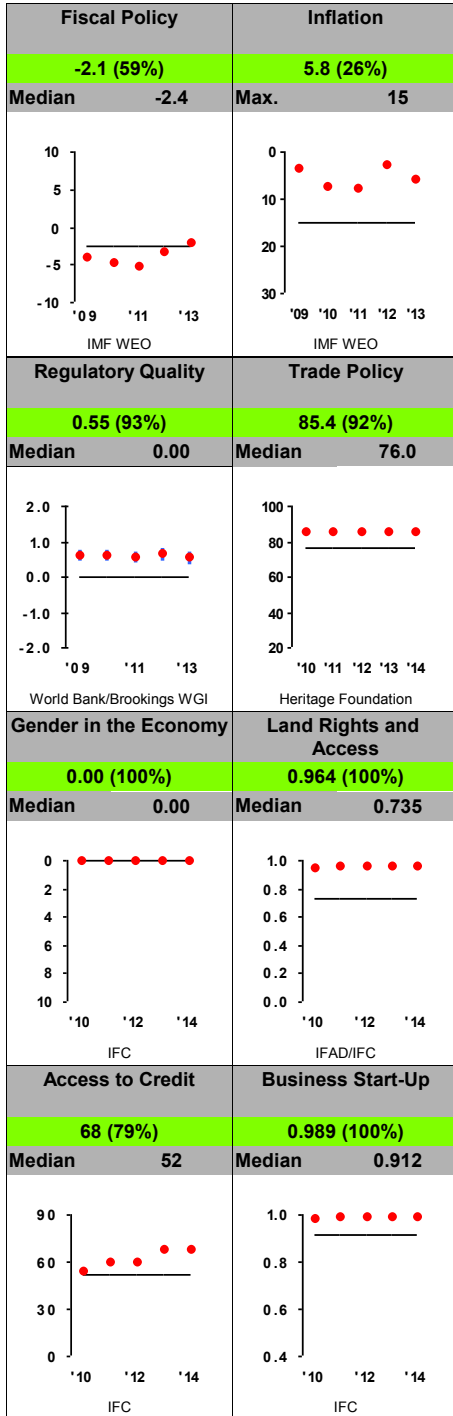 Fiscal Policy
-2.1 (59%)
Median -2.4
10
5
0
-5
-10
'09 '11 '13
IMF WEO
Inflation
5.8 (26%)
Max. 15
0
10
20
30
'09 '10 '11 '12 '13
IMF WEO
Regulatory Quality
0.55 (93%)
Median 0.00
2.0
1.0
0.0
-1.0
-2.0
'09 '11 '13
World Bank/Brookings WGI
Trade Policy
85.4 (92%)
Median 76.0
100
80
60
40
20
'10 '11 '12 '13 '14
Heritage Foundation
Gender in the Economy
0.00 (100%)
Median 0.00
0
2
4
6
8
10
'10 '12 '14
IFC
Land Rights and
Access
0.964 (100%)
Median 0.735
1.0
0.8
0.6
0.4
0.2
0.0
'10 '12 '14
IFAD/IFC
Access to Credit
68 (79%)
Median 52
90
60
30
0
'10 '12 '14
IFC
Business Start-Up
0.989 (100%)
Median 0.912
1.0
0.8
0.6
0.4
'10 '12 '14
IFC